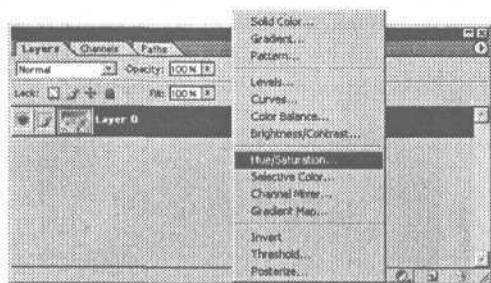 Solid Color...
Gradient...
Pattern...
Levels...
Curves...
Color Balance...
Brightness/Contrast...
Hue/Saturation...
Selective Color...
Channel Mixer...
Gradient Map...
Invert
Threshold...
Posterize...
Layers Channels Paths
Normal Opacity: 100%
Lock: Fill: 100%
Layer 0